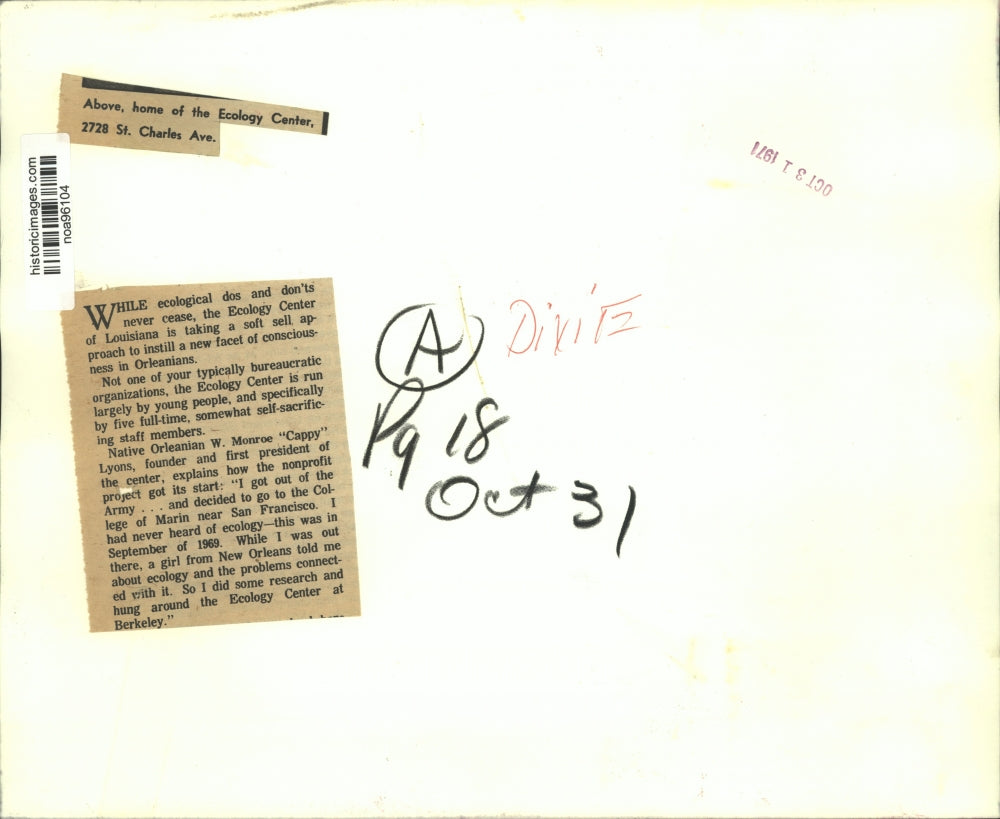 Above, home of the Ecology Center,
2728 St. Charles Ave.
historicimages.com
noa96104
OCT 3 1 1971
WHILE ecological dos and don'ts
never cease, the Ecology Center
of Louisiana is taking a soft sell ap-
proach to instill a new facet of conscious-
ness in Orleanians.
Not one of your typically bureaucratic
organizations, the Ecology Center is run
largely by young people, and specifically
by five full-time, somewhat self-sacrific-
ing staff members.
Native Orleanian W. Monroe "Cappy"
Lyons, founder and first president of
the center, explains how the nonprofit
project got its start: "I got out of the
Army . . . and decided to go to the Col-
lege of Marin near San Francisco. I
had never heard of ecology—this was in
September of 1969. While I was out
there, a girl from New Orleans told me
about ecology and the problems connect-
ed with it. So I did some research and
hung around the Ecology Center at
Berkeley."
A
Pg 18
Oct 31